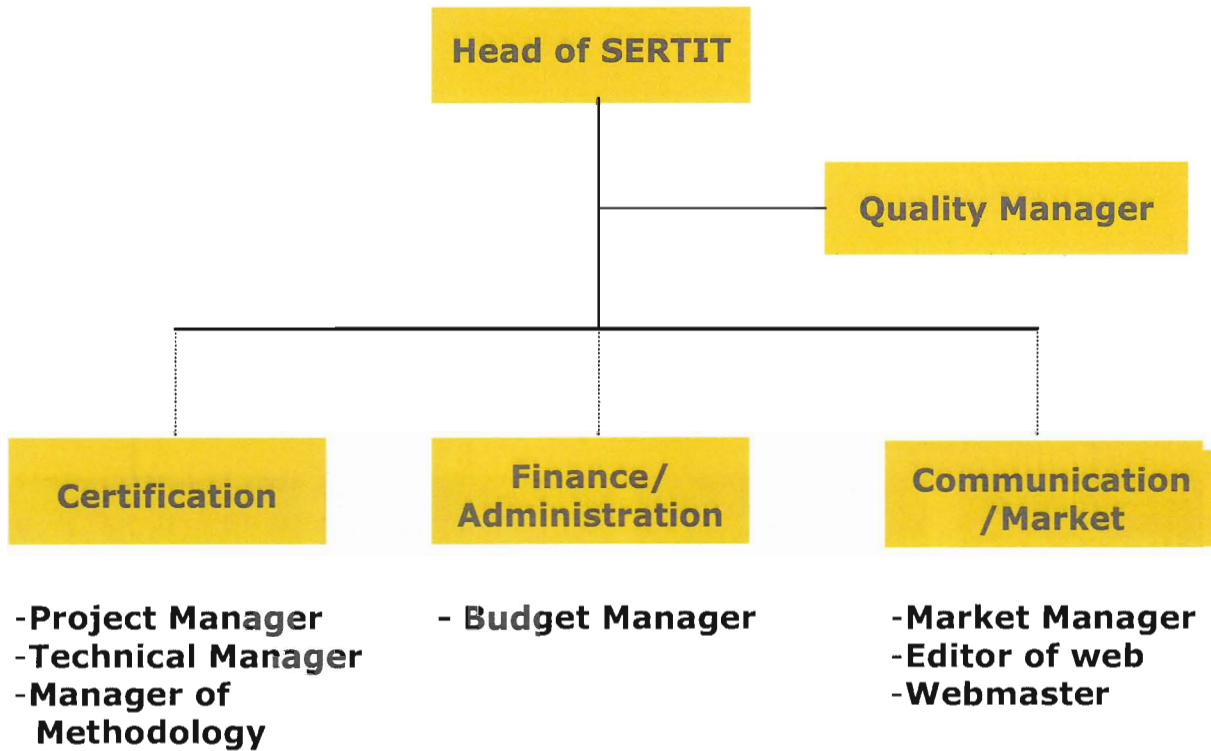 Head of SERTIT
Quality Manager
Certification
Finance/
Administration
Communication
/Market
-Project Manager
-Technical Manager
-Manager of
Methodology
- Budget Manager
-Market Manager
-Editor of web
-Webmaster